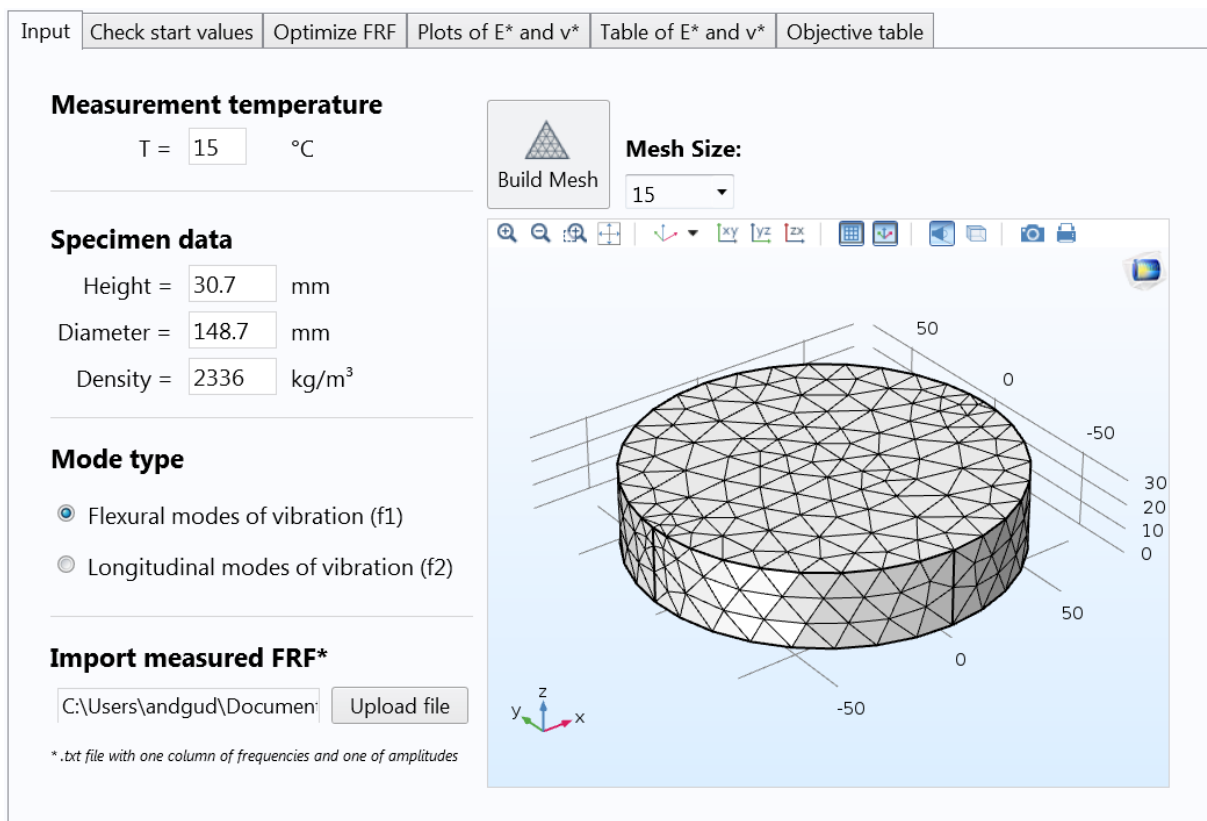 Input Check start values Optimize FRF Plots of E* and v* Table of E* and v* Objective table
Measurement temperature
T = 15 °C
Specimen data
Height = 30.7 mm
Diameter = 148.7 mm
Density = 2336 kg/m³
Mode type
Flexural modes of vibration (f1)
Longitudinal modes of vibration (f2)
Import measured FRF*
C:\Users\andgud\Documen
Upload file
* .txt file with one column of frequencies and one of amplitudes
Build Mesh
Mesh Size:
15
xy yz zx
50
0
-50
30
20
10
0
50
0
-50
z
y x